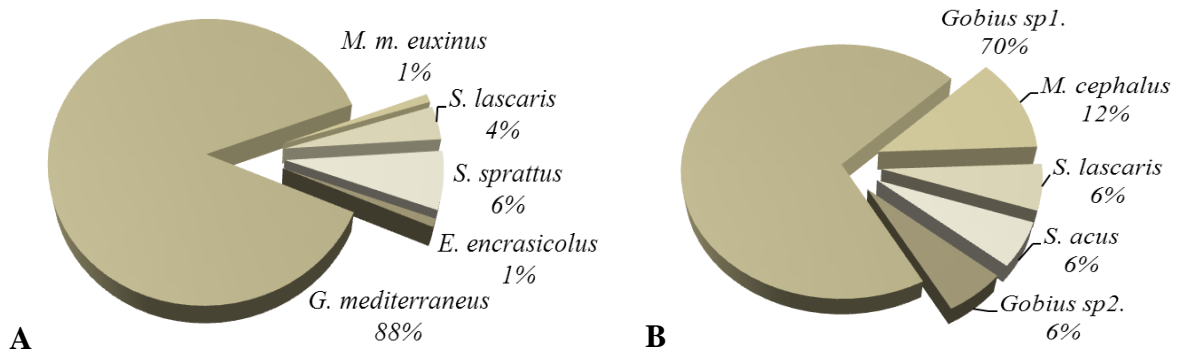 M. m. euxinus
1%
S. lascaris
4%
S. sprattus
6%
E. encrasicolus
1%
G. mediterraneus
88%
A
Gobius sp1.
70%
M. cephalus
12%
S. lascaris
6%
S. acus
6%
Gobius sp2.
6%
B